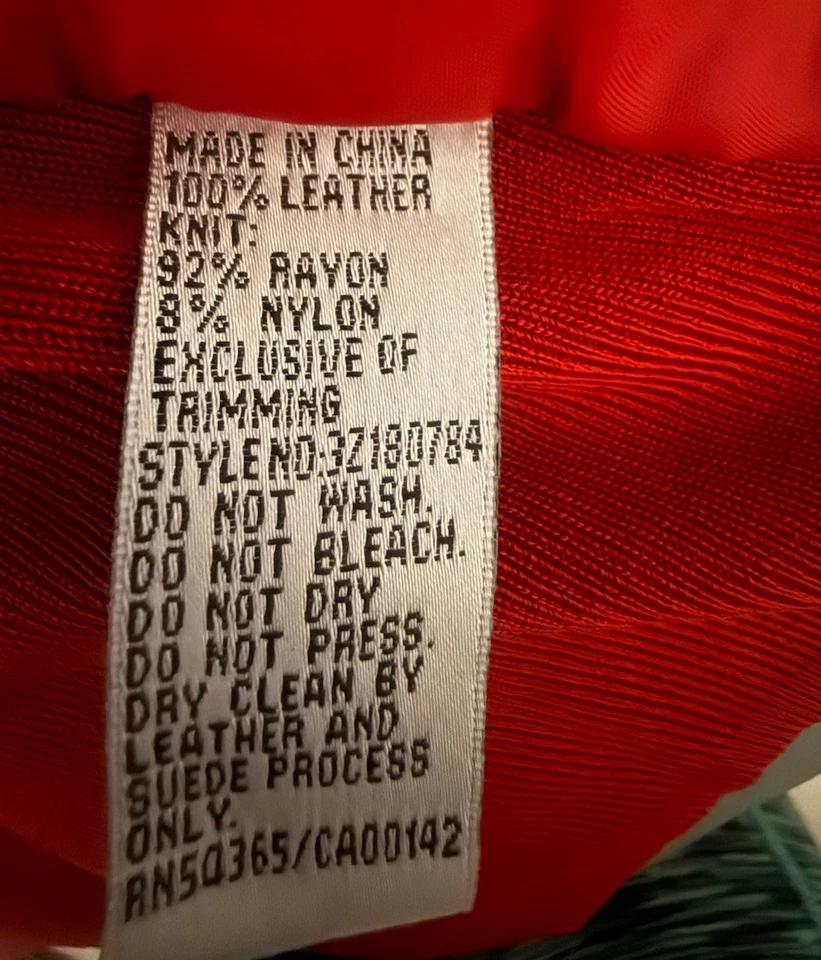 MADE IN CHINA
100% LEATHER
KNIT:
92% RAYON
8% NYLON
EXCLUSIVE OF
TRIMMING
STYLENO:3Z180784
DO NOT WASH.
DO NOT BLEACH.
DO NOT DRY
DO NOT PRESS.
DRY CLEAN BY
LEATHER AND
SUEDE PROCESS
ONLY.
RN50365/CA00142